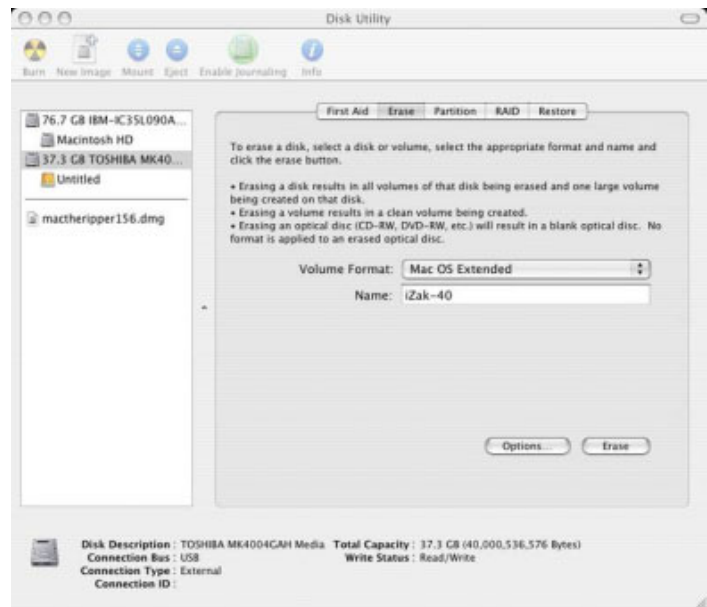 Disk Utility
Burn New Image Mount Eject Enable Journaling Info
76.7 GB IBM-IC35L090A...
Macintosh HD
37.3 GB TOSHIBA MK40...
Untitled
mactheripper156.dmg
First Aid Erase Partition RAID Restore
To erase a disk, select a disk or volume, select the appropriate format and name and
click the erase button.
• Erasing a disk results in all volumes of that disk being erased and one large volume
being created on that disk.
• Erasing a volume results in a clean volume being created.
• Erasing an optical disc (CD-RW, DVD-RW, etc.) will result in a blank optical disc. No
format is applied to an erased optical disc.
Volume Format: Mac OS Extended
Name: iZak-40
Options... Erase
Disk Description : TOSHIBA MK4004GAH Media Total Capacity : 37.3 GB (40,000,536,576 Bytes)
Connection Bus : USB Write Status : Read/Write
Connection Type : External
Connection ID :